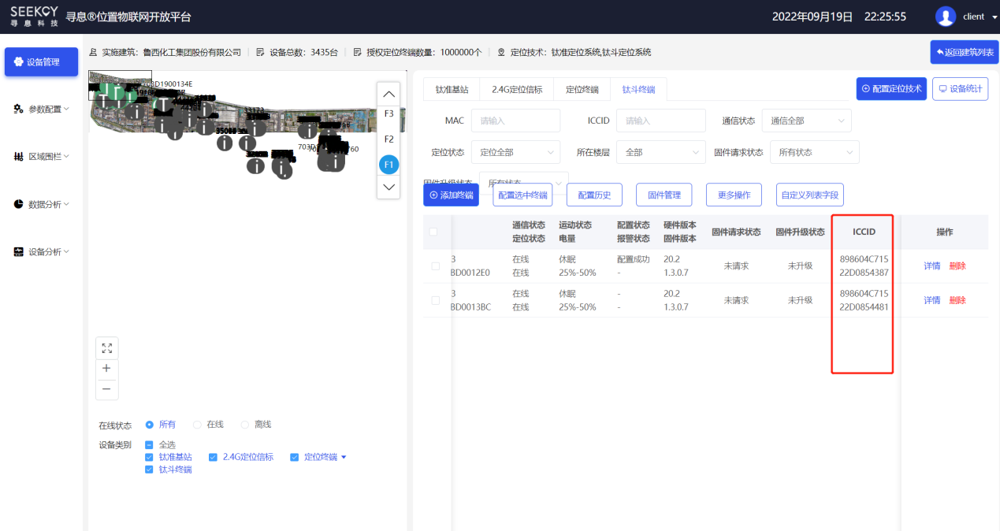 SEEKCY
寻息科技
寻息®位置物联网开放平台
2022年09月19日 22:25:55
client
设备管理
参数配置
区域围栏
数据分析
设备分析
实施建筑：鲁西化工集团股份有限公司
设备总数：3435台
授权定位终端数量：1000000个
定位技术：钛准定位系统,钛斗定位系统
返回建筑列表
703D1900134E
F3
F2
F1
在线状态
所有
在线
离线
设备类别
全选
钛准基站
2.4G定位信标
定位终端
钛斗终端
钛准基站
2.4G定位信标
定位终端
钛斗终端
配置定位技术
设备统计
MAC 请输入
ICCID 请输入
通信状态 通信全部
定位状态 定位全部
所在楼层 全部
固件请求状态 所有状态
固件升级状态 所有状态
添加终端
配置选中终端
配置历史
固件管理
更多操作
自定义列表字段
通信状态 运动状态 配置状态 硬件版本
定位状态 电量 报警状态 固件版本
固件请求状态 固件升级状态 ICCID 操作
3 在线 休眠 配置成功 20.2 898604C715
BD0012E0 在线 25%-50% - 1.3.0.7 22D0854387
未请求 未升级 详情 删除
3 在线 休眠 - 20.2 898604C715
BD0013BC 在线 25%-50% - 1.3.0.7 22D0854481
未请求 未升级 详情 删除